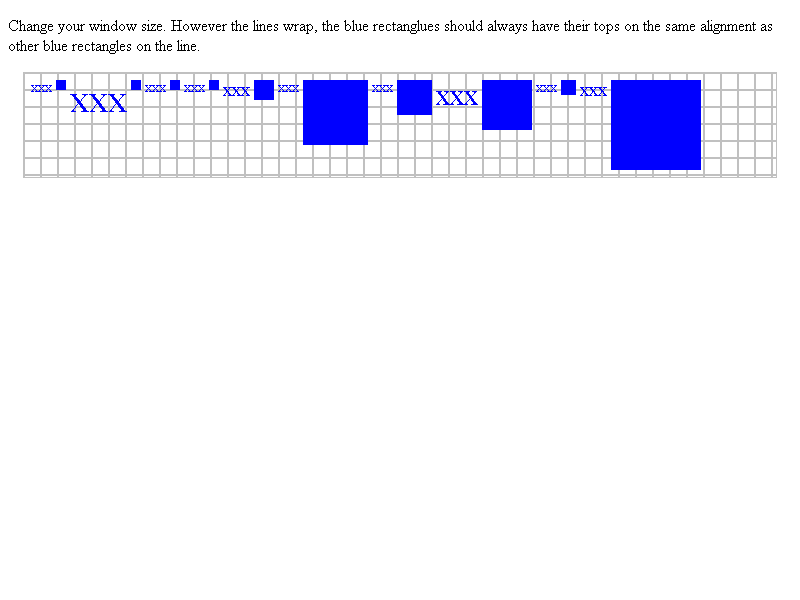 Change your window size. However the lines wrap, the blue rectanglues should always have their tops on the same alignment as
other blue rectangles on the line.
xxx XXX xxx xxx xxx xxx xxx XXX xxx xxx